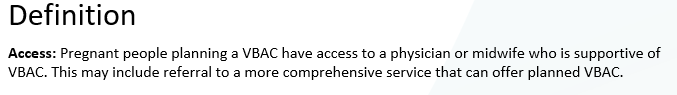 Definition
Access: Pregnant people planning a VBAC have access to a physician or midwife who is supportive of
VBAC. This may include referral to a more comprehensive service that can offer planned VBAC.